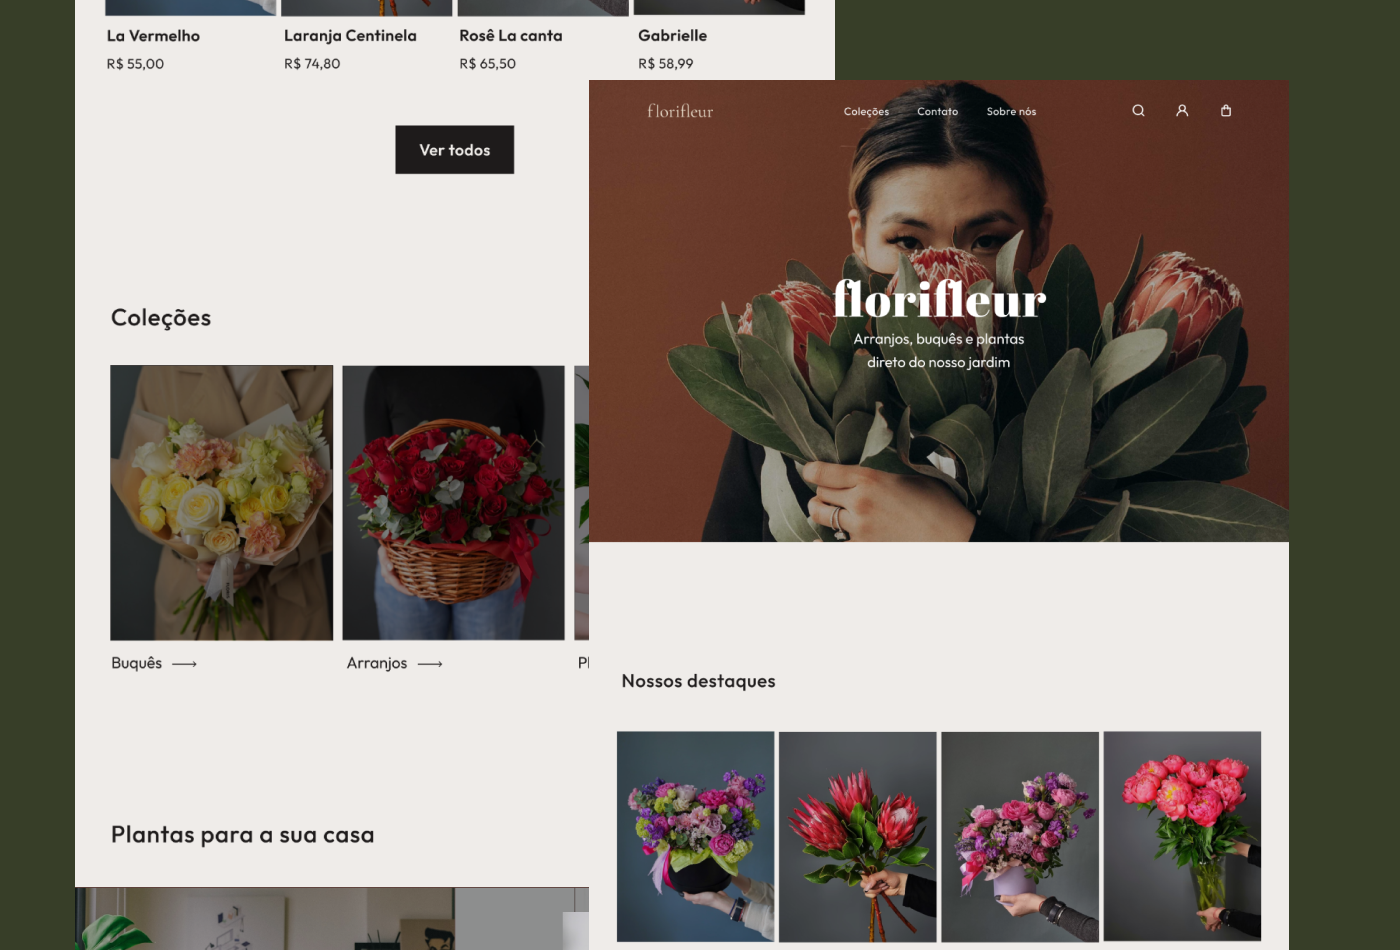 La Vermelho
Laranja Centinela
Rosê La canta
Gabrielle
R$ 55,00
R$ 74,80
R$ 65,50
R$ 58,99
Ver todos
Coleções
Buquês
Arranjos
Pl
Plantas para a sua casa
florifleur
Coleções
Contato
Sobre nós
florifleur
Arranjos, buquês e plantas
direto do nosso jardim
Nossos destaques